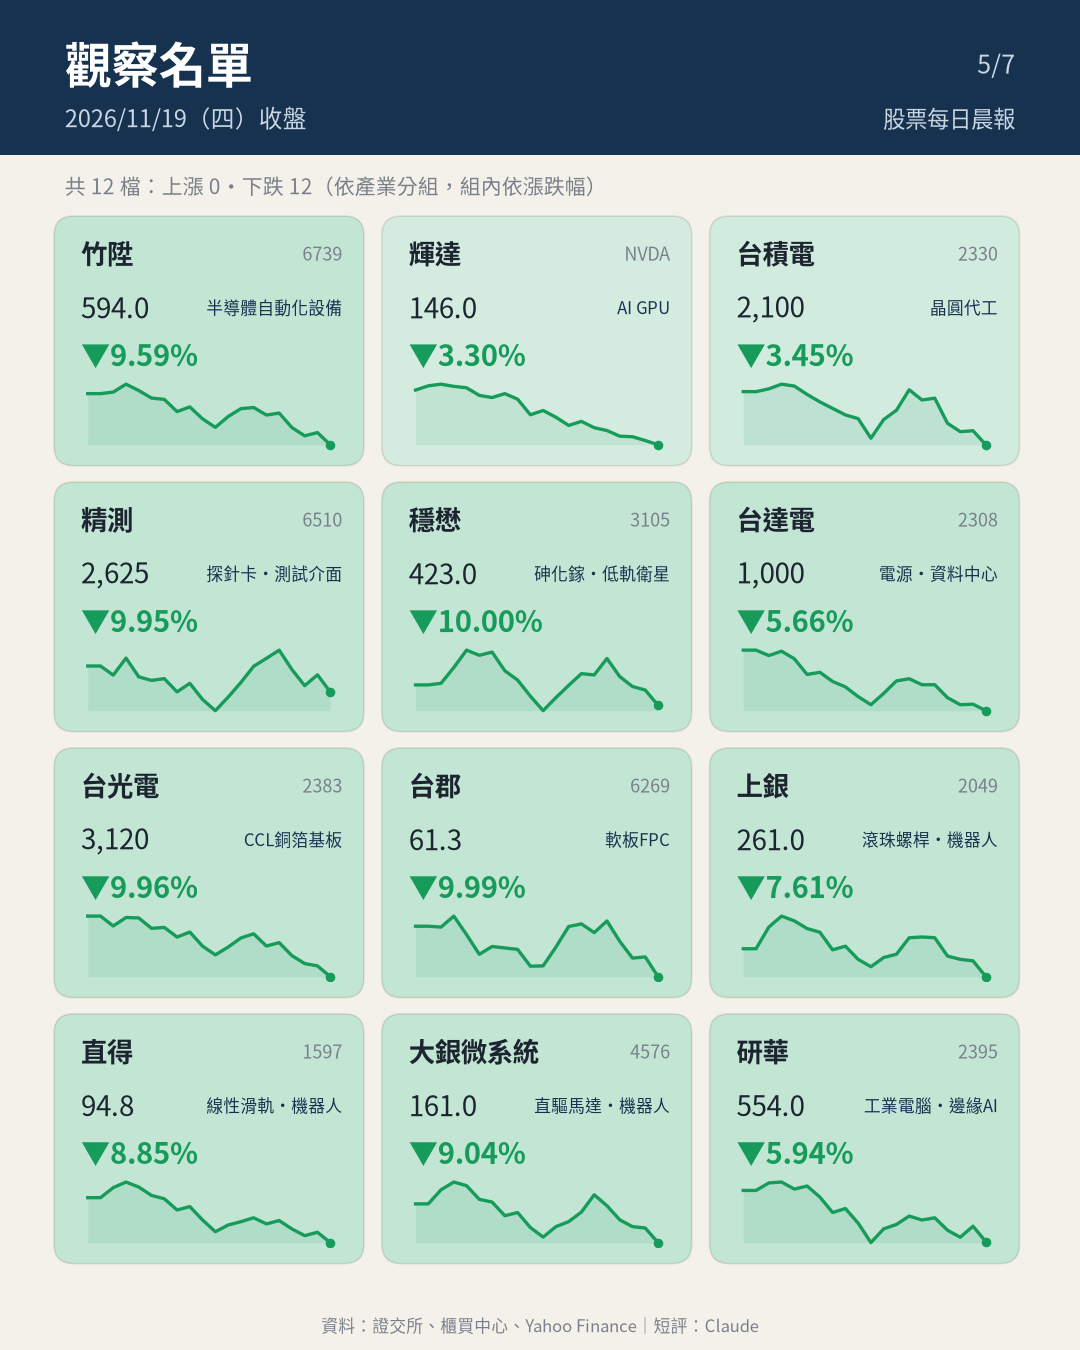 觀察名單
5/7
2026/11/19（四）收盤
股票每日晨報
共 12 檔：上漲 0・下跌 12（依產業分組，組內依漲跌幅）
竹陞 6739
594.0 半導體自動化設備
▼9.59%
輝達 NVDA
146.0 AI GPU
▼3.30%
台積電 2330
2,100 晶圓代工
▼3.45%
精測 6510
2,625 探針卡・測試介面
▼9.95%
穩懋 3105
423.0 砷化鎵・低軌衛星
▼10.00%
台達電 2308
1,000 電源・資料中心
▼5.66%
台光電 2383
3,120 CCL銅箔基板
▼9.96%
台郡 6269
61.3 軟板FPC
▼9.99%
上銀 2049
261.0 滾珠螺桿・機器人
▼7.61%
直得 1597
94.8 線性滑軌・機器人
▼8.85%
大銀微系統 4576
161.0 直驅馬達・機器人
▼9.04%
研華 2395
554.0 工業電腦・邊緣AI
▼5.94%
資料：證交所、櫃買中心、Yahoo Finance｜短評：Claude